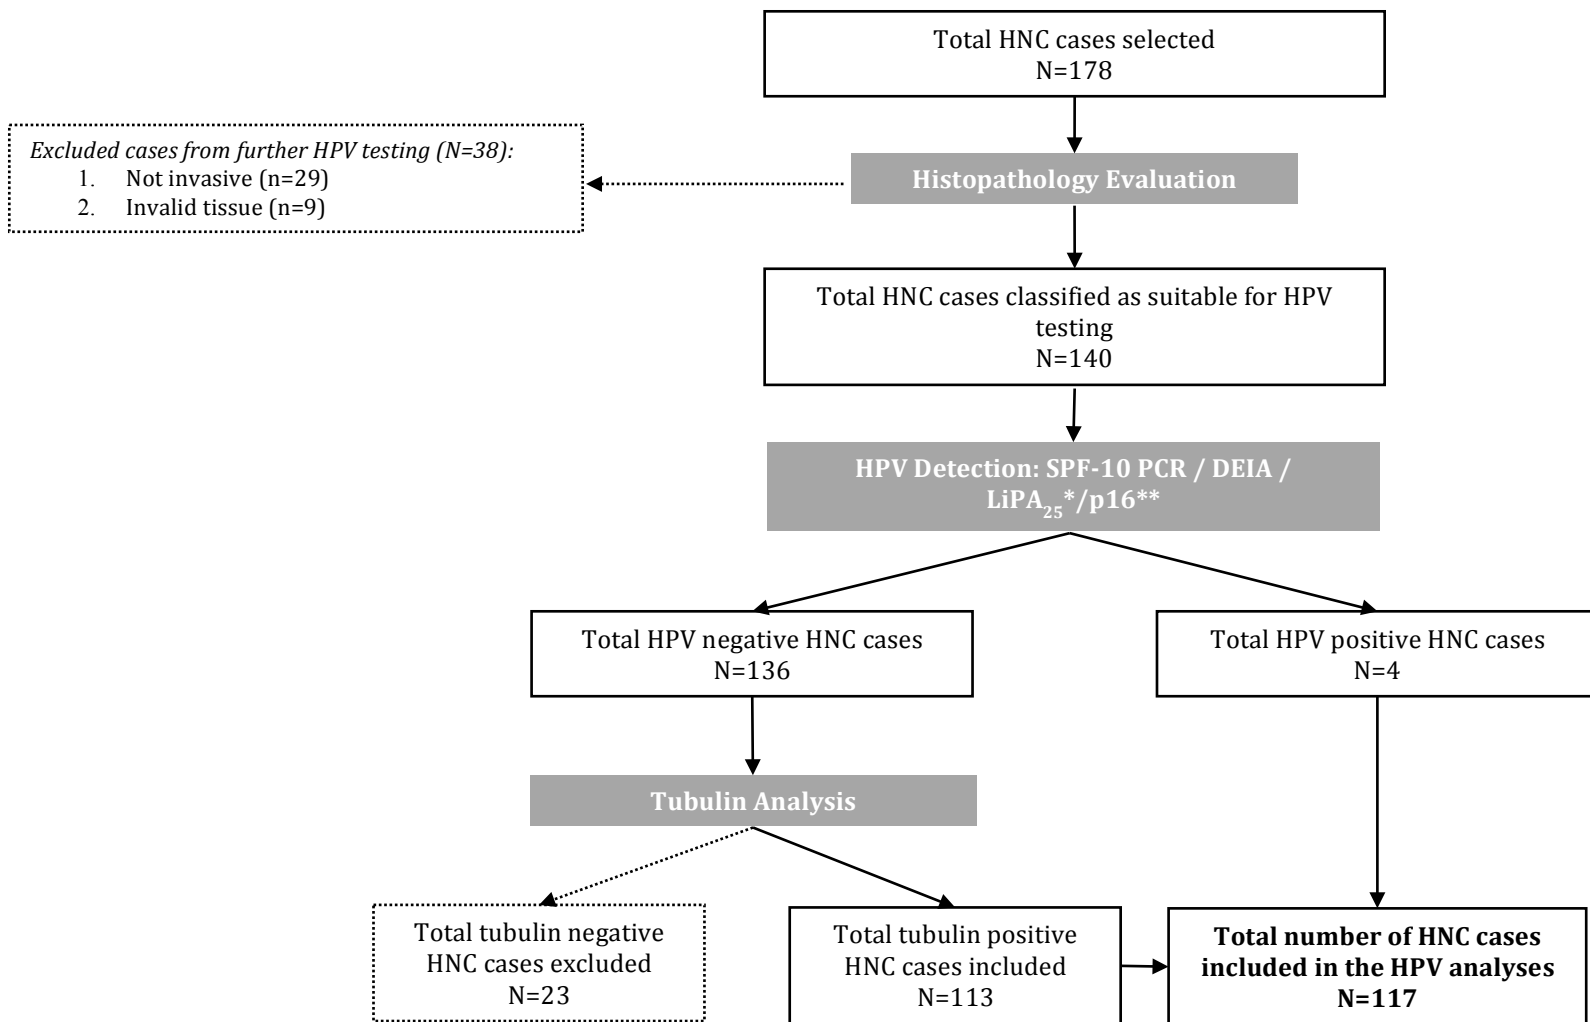 Total HNC cases selected
N=178
Excluded cases from further HPV testing (N=38):
1. Not invasive (n=29)
2. Invalid tissue (n=9)
Histopathology Evaluation
Total HNC cases classified as suitable for HPV
testing
N=140
HPV Detection: SPF-10 PCR / DEIA /
LiPA25*/p16**
Total HPV negative HNC cases
N=136
Total HPV positive HNC cases
N=4
Tubulin Analysis
Total tubulin negative
HNC cases excluded
N=23
Total tubulin positive
HNC cases included
N=113
Total number of HNC cases
included in the HPV analyses
N=117